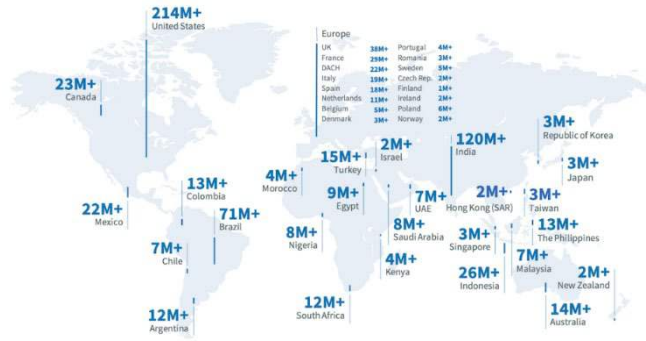 214M+
United States
23M+
Canada
22M+
Mexico
13M+
Colombia
71M+
Brazil
7M+
Chile
12M+
Argentina
Europe
UK 38M+ Portugal 4M+
France 29M+ Romania 3M+
DACH 22M+ Sweden 5M+
Italy 19M+ Czech Rep. 2M+
Spain 18M+ Finland 1M+
Netherlands 11M+ Ireland 2M+
Belgium 5M+ Poland 6M+
Denmark 3M+ Norway 2M+
4M+
Morocco
15M+
Turkey
2M+
Israel
9M+
Egypt
7M+
UAE
8M+
Saudi Arabia
8M+
Nigeria
4M+
Kenya
12M+
South Africa
120M+
India
3M+
Republic of Korea
3M+
Japan
2M+
Hong Kong (SAR)
3M+
Taiwan
13M+
The Philippines
3M+
Singapore
7M+
Malaysia
26M+
Indonesia
2M+
New Zealand
14M+
Australia